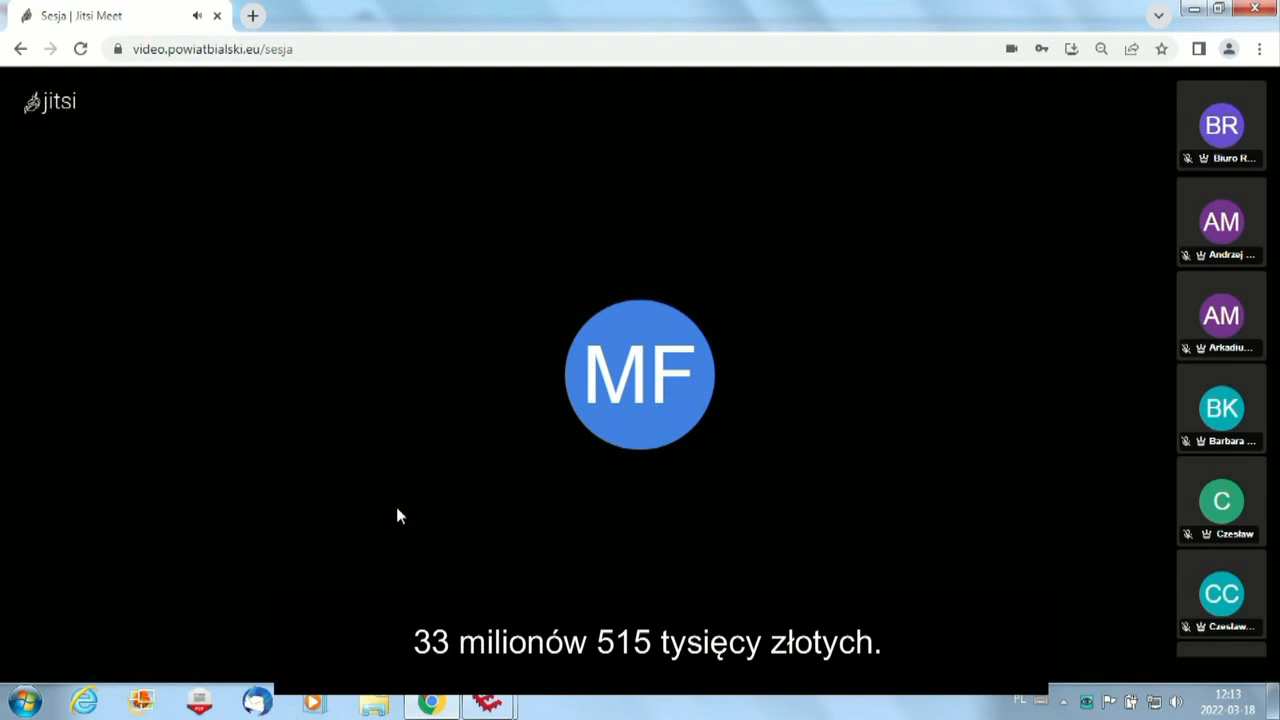 Sesja | Jitsi Meet
video.powiatbialski.eu/sesja
jitsi
BR
Biuro R...
AM
Andrzej ...
AM
Arkadiu...
MF
BK
Barbara ...
C
Czesław
CC
Czesław...
33 milionów 515 tysięcy złotych.
PL
12:13
2022-03-18